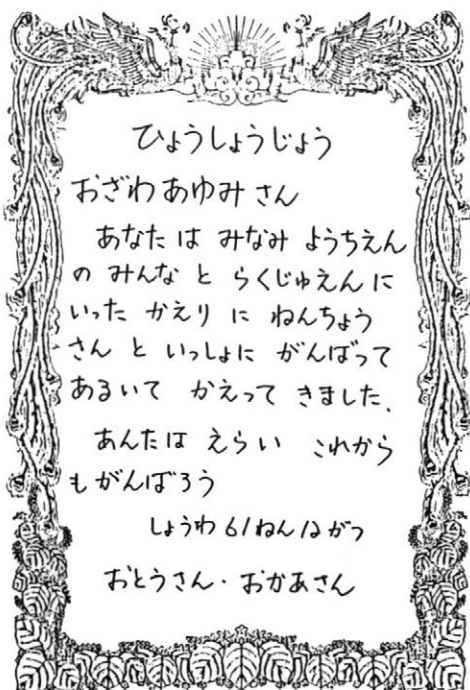 ひょうしょうじょう
おざわあゆみ さん
あなたは みなみ ようちえん
の みんな と らくじゅえん に
いった かえり に ねんちょう
さん と いっしょに がんばって
あるいて かえって きました、
あんたは えらい これから
もがんばろう
しょうわ 61ねん12がつ
おとうさん・おかあさん